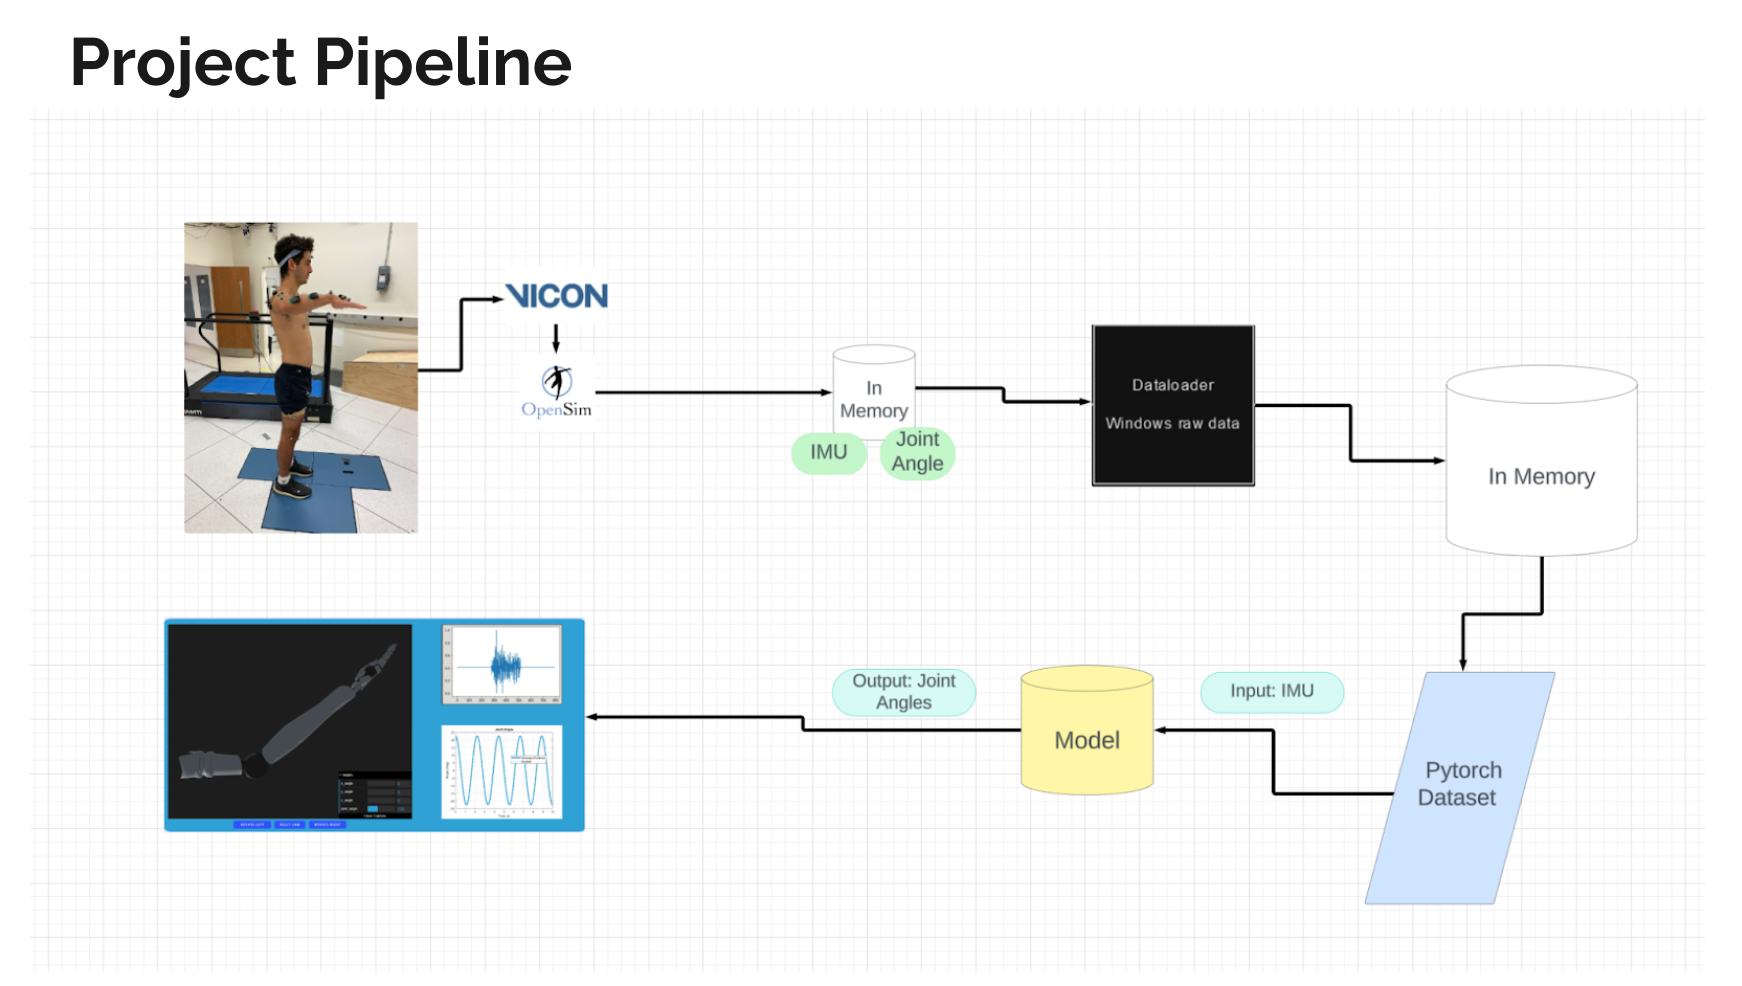 Project Pipeline
VICON
OpenSim
In
Memory
IMU
Joint
Angle
Dataloader
Windows raw data
In Memory
Output: Joint
Angles
Model
Input: IMU
Pytorch
Dataset